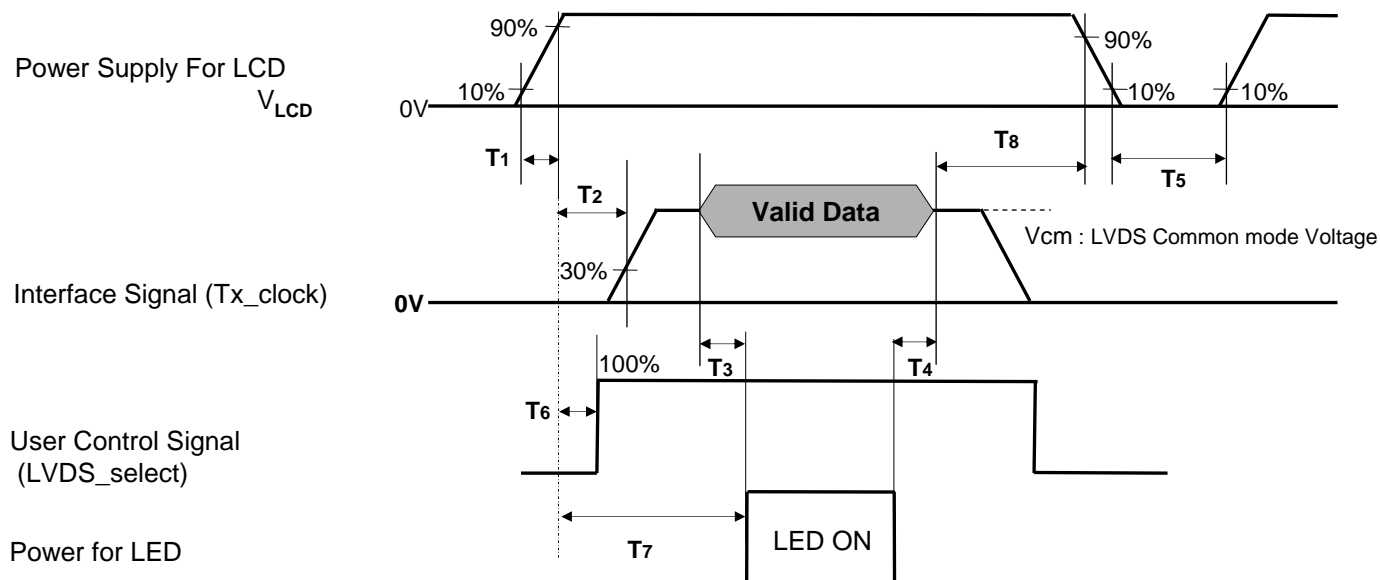 90%
90%
Power Supply For LCD
VLCD
10%
10%
10%
0V
T1
T8
T5
T2
Valid Data
Vcm : LVDS Common mode Voltage
30%
Interface Signal (Tx_clock)
0V
T3
T4
100%
T6
User Control Signal
(LVDS_select)
T7
LED ON
Power for LED